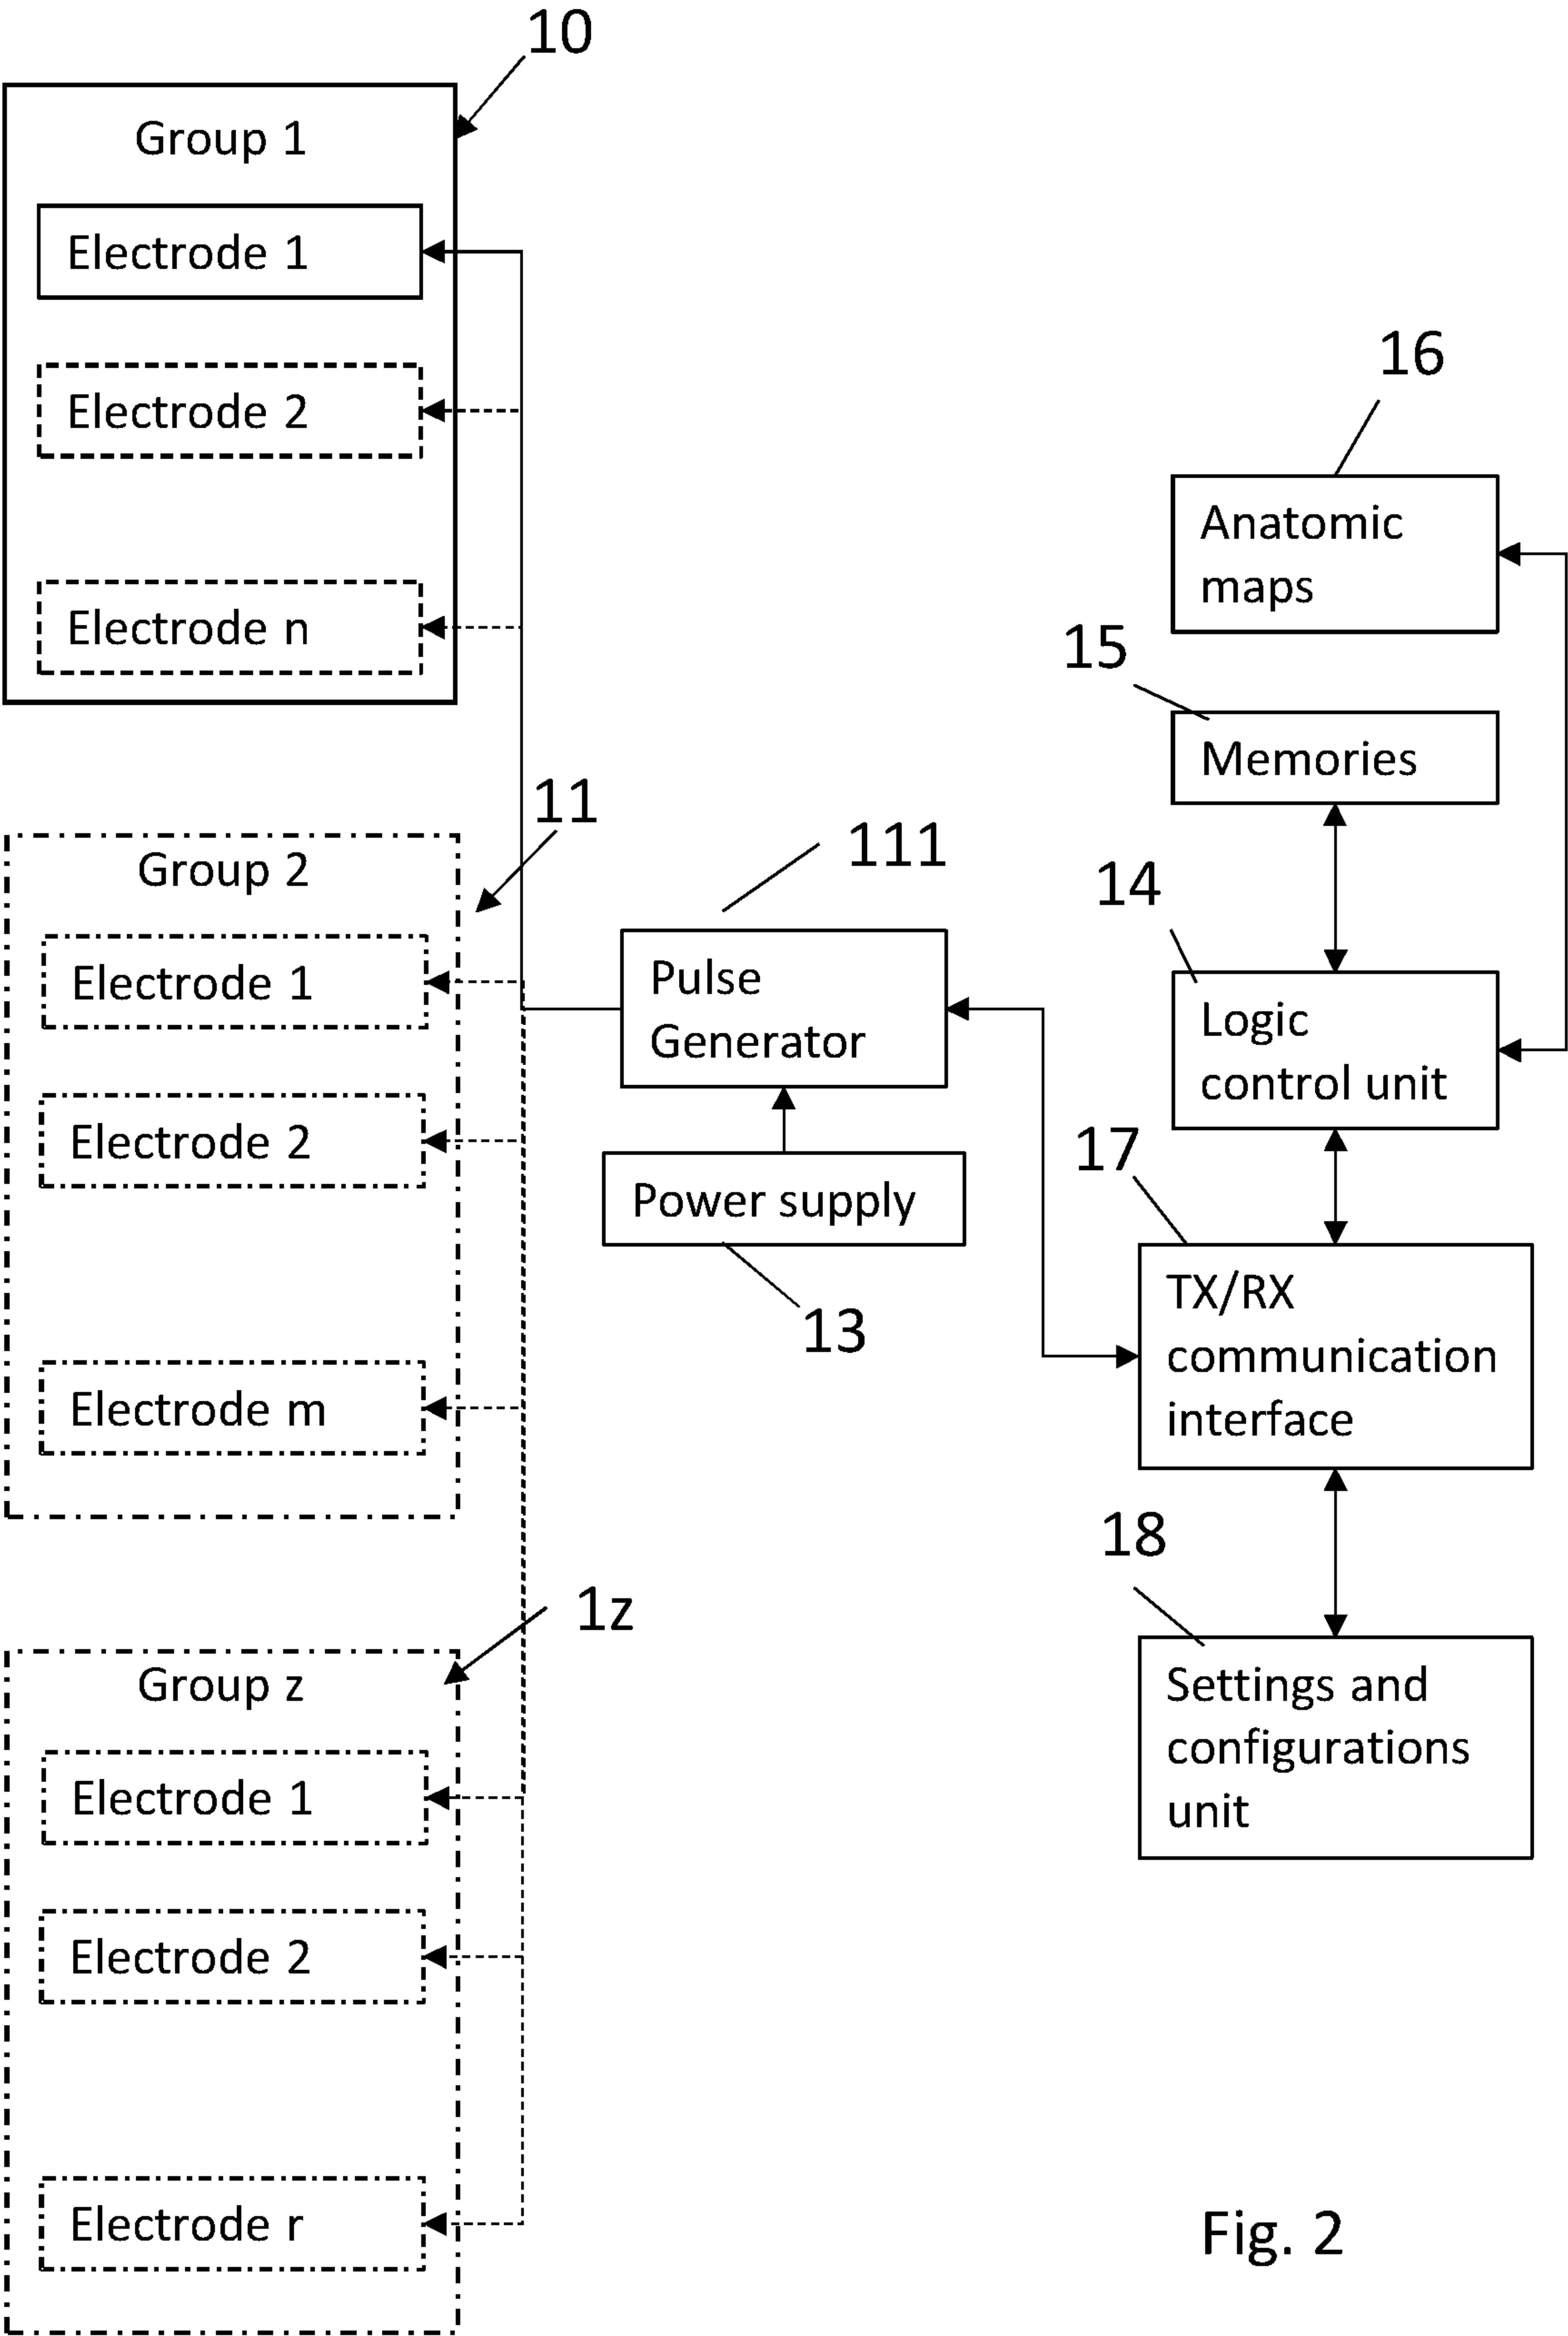 10
Group 1
Electrode 1
Electrode 2
Electrode n
11
Group 2
Electrode 1
Electrode 2
Electrode m
1z
Group z
Electrode 1
Electrode 2
Electrode r
111
Pulse
Generator
Power supply
13
16
Anatomic
maps
15
Memories
14
Logic
control unit
17
TX/RX
communication
interface
18
Settings and
configurations
unit
Fig. 2